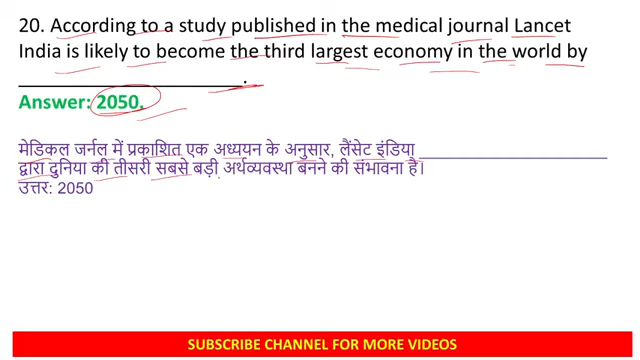 20. According to a study published in the medical journal Lancet
India is likely to become the third largest economy in the world by
______________________.
Answer: 2050.
मेडिकल जर्नल में प्रकाशित एक अध्ययन के अनुसार, लैंसेट इंडिया ______________________
द्वारा दुनिया की तीसरी सबसे बड़ी अर्थव्यवस्था बनने की संभावना है।
उत्तर: 2050
SUBSCRIBE CHANNEL FOR MORE VIDEOS